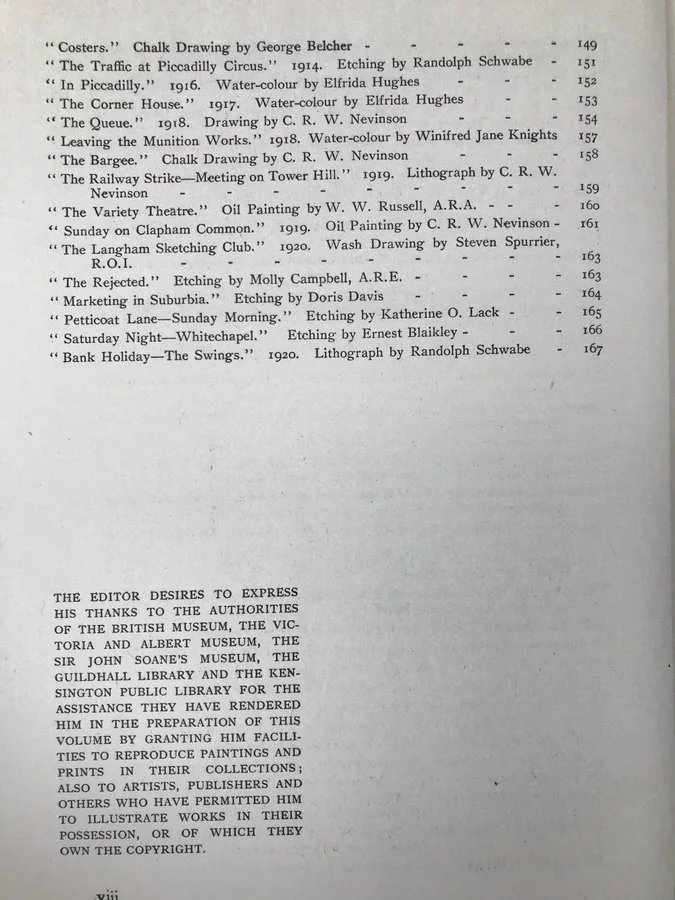 “ Costers.” Chalk Drawing by George Belcher - - - - - 149
“ The Traffic at Piccadilly Circus.” 1914. Etching by Randolph Schwabe - 151
“ In Piccadilly.” 1916. Water-colour by Elfrida Hughes - - - 152
“ The Corner House.” 1917. Water-colour by Elfrida Hughes - - 153
“ The Queue.” 1918. Drawing by C. R. W. Nevinson - - - 154
“ Leaving the Munition Works.” 1918. Water-colour by Winifred Jane Knights 157
“ The Bargee.” Chalk Drawing by C. R. W. Nevinson - - - 158
“ The Railway Strike—Meeting on Tower Hill.” 1919. Lithograph by C. R. W.
Nevinson - - - - - - - - - 159
“ The Variety Theatre.” Oil Painting by W. W. Russell, A.R.A. - - - 160
“ Sunday on Clapham Common.” 1919. Oil Painting by C. R. W. Nevinson - 161
“ The Langham Sketching Club.” 1920. Wash Drawing by Steven Spurrier,
R.O.I. - - - - - - - - - - 163
“ The Rejected.” Etching by Molly Campbell, A.R.E. - - - - 163
“ Marketing in Suburbia.” Etching by Doris Davis - - - - 164
“ Petticoat Lane—Sunday Morning.” Etching by Katherine O. Lack - - - 165
“ Saturday Night—Whitechapel.” Etching by Ernest Blaikley - - - 166
“ Bank Holiday—The Swings.” 1920. Lithograph by Randolph Schwabe - 167
THE EDITOR DESIRES TO EXPRESS
HIS THANKS TO THE AUTHORITIES
OF THE BRITISH MUSEUM, THE VIC-
TORIA AND ALBERT MUSEUM, THE
SIR JOHN SOANE'S MUSEUM, THE
GUILDHALL LIBRARY AND THE KEN-
SINGTON PUBLIC LIBRARY FOR THE
ASSISTANCE THEY HAVE RENDERED
HIM IN THE PREPARATION OF THIS
VOLUME BY GRANTING HIM FACILI-
TIES TO REPRODUCE PAINTINGS AND
PRINTS IN THEIR COLLECTIONS ;
ALSO TO ARTISTS, PUBLISHERS AND
OTHERS WHO HAVE PERMITTED HIM
TO ILLUSTRATE WORKS IN THEIR
POSSESSION, OR OF WHICH THEY
OWN THE COPYRIGHT.
viii